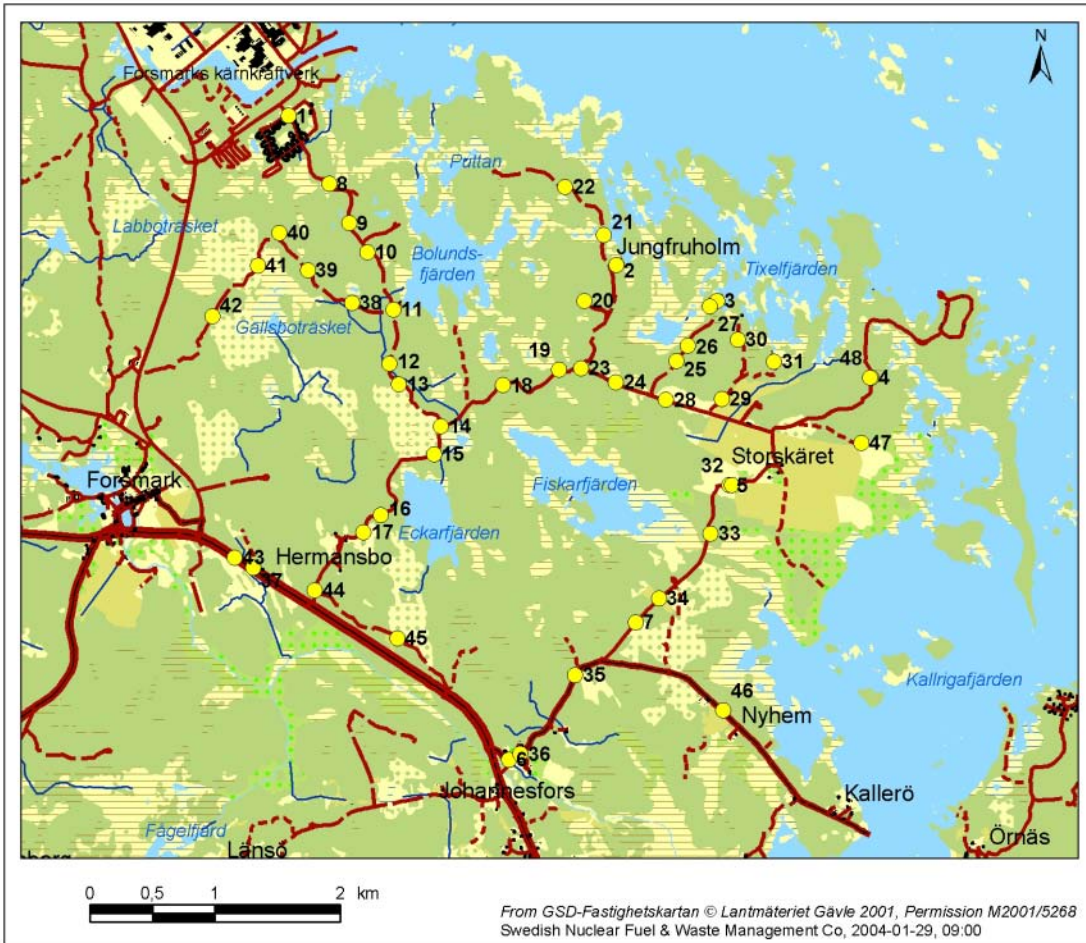 N
Forsmarks kärnkraftverk
1
Puttan
8
22
Labboträsket
9
21
40
Jungfruholm
10
Bolunds-
fjärden
2
Tixelfjärden
41
39
20
3
42
38
11
27
Gällsboträsket
30
26
12
19
23
25
31
48
13
18
24
4
28
29
14
15
47
Storskäret
Forsmark
32
5
Fiskarfjärden
16
17
Eckarfjärden
33
43
Hermansbo
37
44
34
7
45
35
Kallrigafjärden
46
Nyhem
36
6
Johannesfors
Kallerö
Fågelfjärd
Länsö
Örnäs
berg
0 0,5 1 2 km
From GSD-Fastighetskartan © Lantmäteriet Gävle 2001, Permission M2001/5268
Swedish Nuclear Fuel & Waste Management Co, 2004-01-29, 09:00